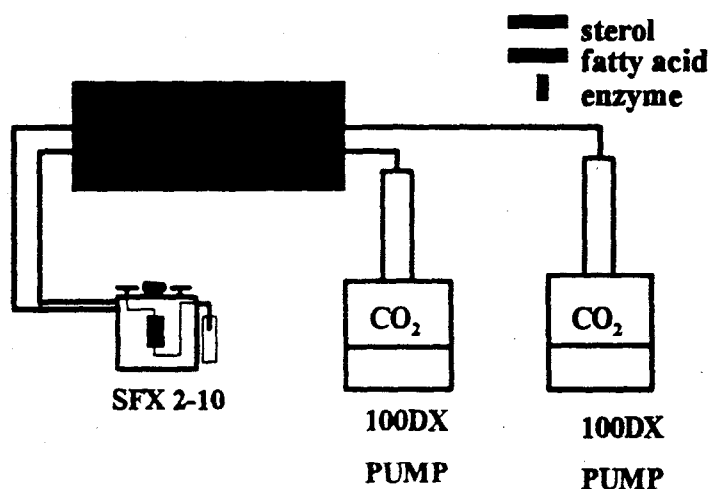 sterol
fatty acid
enzyme
CO₂
CO₂
SFX 2-10
100DX
PUMP
100DX
PUMP